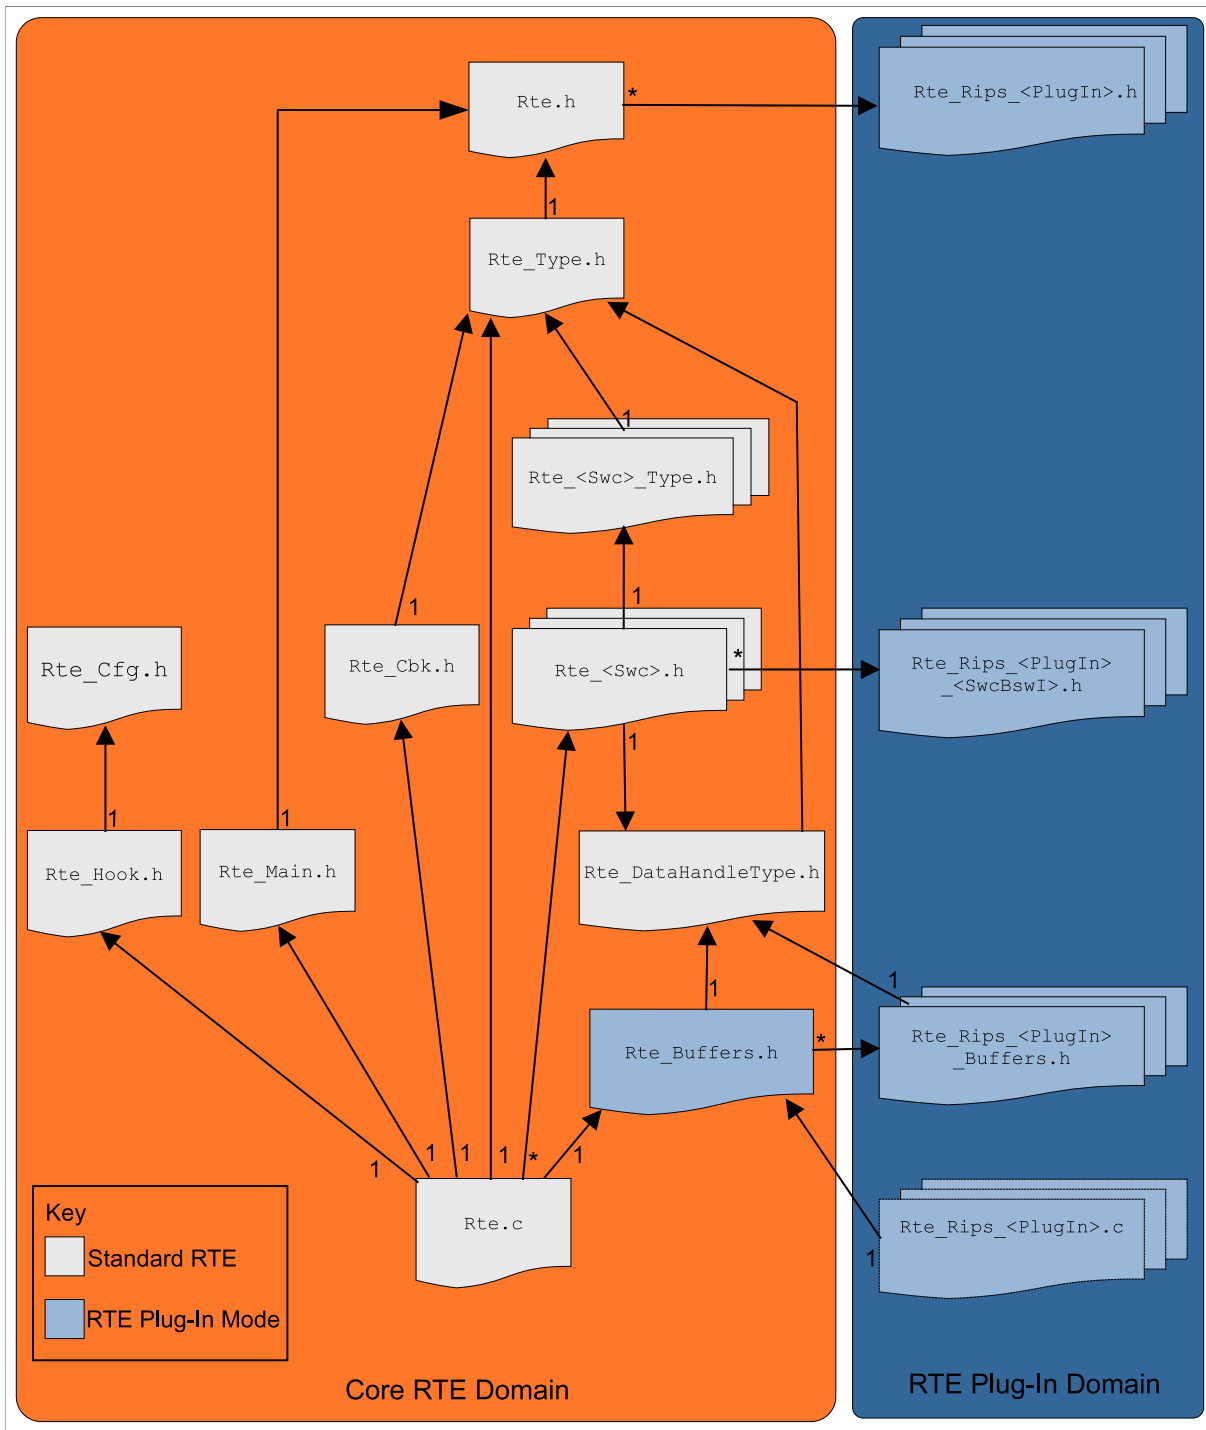 Rte.h
*
Rte_Rips_<PlugIn>.h
1
Rte_Type.h
1
Rte_<Swc>_Type.h
1
1
Rte_Cfg.h
Rte_Cbk.h
Rte_<Swc>.h
*
Rte_Rips_<PlugIn>
_<SwcBswI>.h
1
1
1
Rte_Hook.h
Rte_Main.h
Rte_DataHandleType.h
1
1
Rte_Buffers.h
*
Rte_Rips_<PlugIn>
_Buffers.h
1
1
1
1
*
1
Rte.c
Rte_Rips_<PlugIn>.c
1
Key
Standard RTE
RTE Plug-In Mode
Core RTE Domain
RTE Plug-In Domain